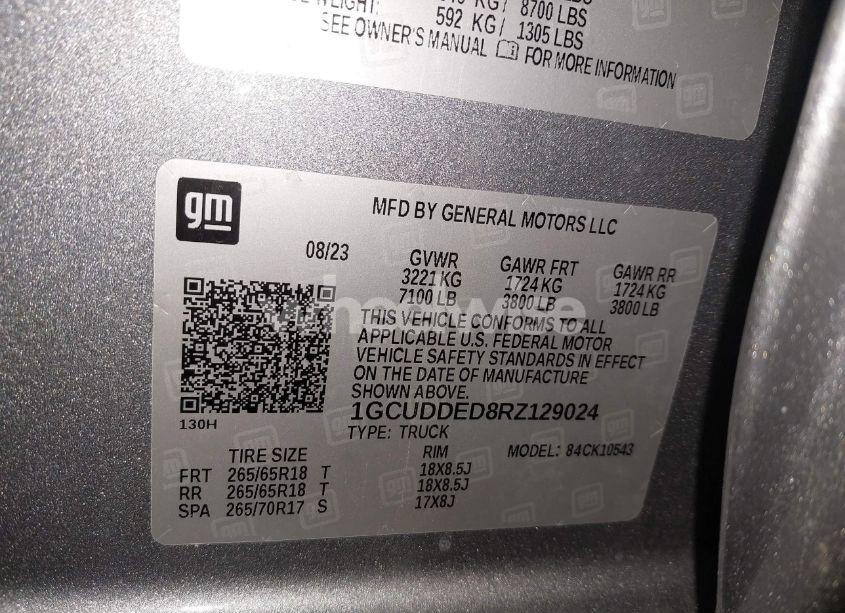 KG / 8700 LBS
WEIGHT: 592 KG / 1305 LBS
SEE OWNER'S MANUAL FOR MORE INFORMATION
gm
MFD BY GENERAL MOTORS LLC
08/23
GVWR GAWR FRT GAWR RR
3221 KG 1724 KG 1724 KG
7100 LB 3800 LB 3800 LB
THIS VEHICLE CONFORMS TO ALL
APPLICABLE U.S. FEDERAL MOTOR
VEHICLE SAFETY STANDARDS IN EFFECT
ON THE DATE OF MANUFACTURE
SHOWN ABOVE.
1GCUDDED8RZ129024
130H
TYPE: TRUCK
MODEL: 84CK10543
TIRE SIZE RIM
FRT 265/65R18 T 18X8.5J
RR 265/65R18 T 18X8.5J
SPA 265/70R17 S 17X8J